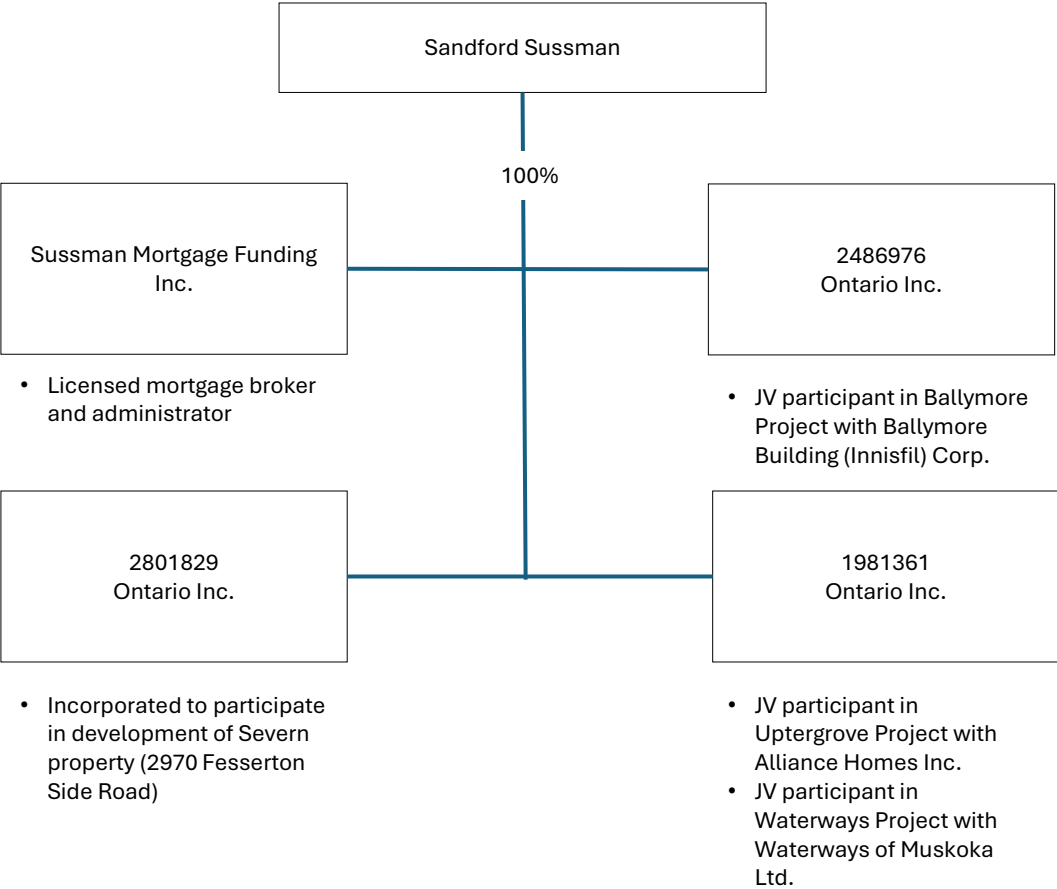 Sandford Sussman
100%
Sussman Mortgage Funding
Inc.
2486976
Ontario Inc.
• Licensed mortgage broker
and administrator
• JV participant in Ballymore
Project with Ballymore
Building (Innisfil) Corp.
2801829
Ontario Inc.
1981361
Ontario Inc.
• Incorporated to participate
in development of Severn
property (2970 Fesserton
Side Road)
• JV participant in
Uptergrove Project with
Alliance Homes Inc.
• JV participant in
Waterways Project with
Waterways of Muskoka
Ltd.